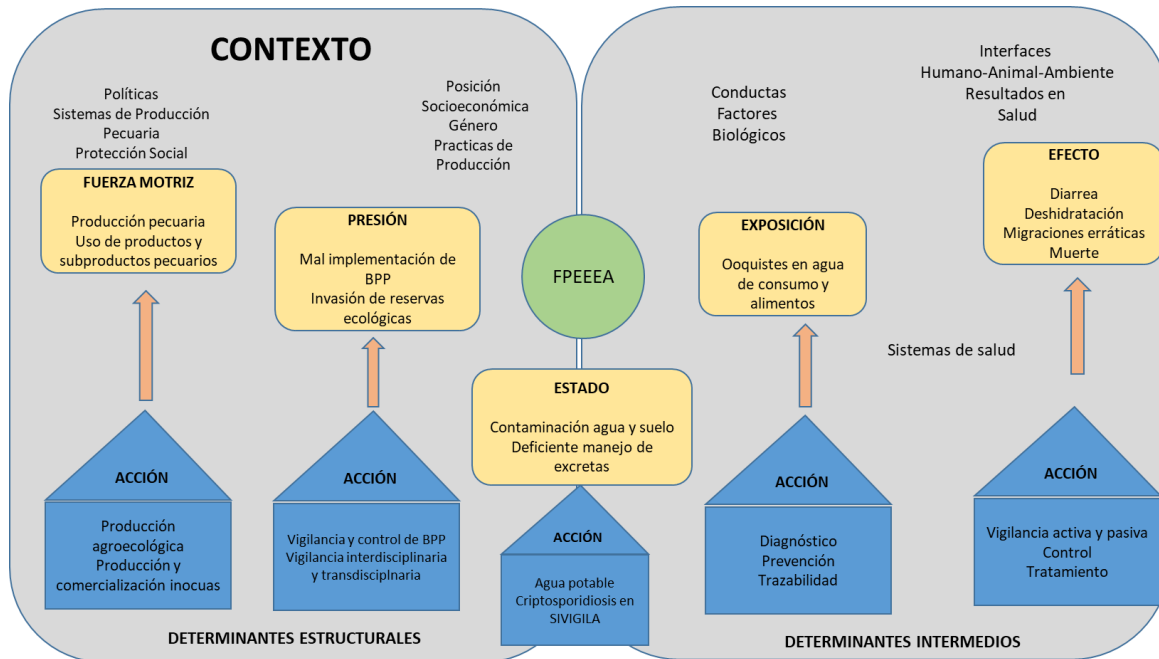 CONTEXTO
Políticas
Sistemas de Producción
Pecuaria
Protección Social
Posición
Socioeconómica
Género
Practicas de
Producción
Conductas
Factores
Biológicos
Interfaces
Humano-Animal-Ambiente
Resultados en
Salud
FUERZA MOTRIZ
Producción pecuaria
Uso de productos y
subproductos pecuarios
PRESIÓN
Mal implementación de
BPP
Invasión de reservas
ecológicas
FPEEEA
EXPOSICIÓN
Ooquistes en agua
de consumo y
alimentos
EFECTO
Diarrea
Deshidratación
Migraciones erráticas
Muerte
Sistemas de salud
ESTADO
Contaminación agua y suelo
Deficiente manejo de
excretas
ACCIÓN
Producción
agroecológica
Producción y
comercialización inocuas
ACCIÓN
Vigilancia y control de BPP
Vigilancia interdisciplinaria
y transdisciplnaria
ACCIÓN
Agua potable
Criptosporidiosis en
SIVIGILA
ACCIÓN
Diagnóstico
Prevención
Trazabilidad
ACCIÓN
Vigilancia activa y pasiva
Control
Tratamiento
DETERMINANTES ESTRUCTURALES
DETERMINANTES INTERMEDIOS